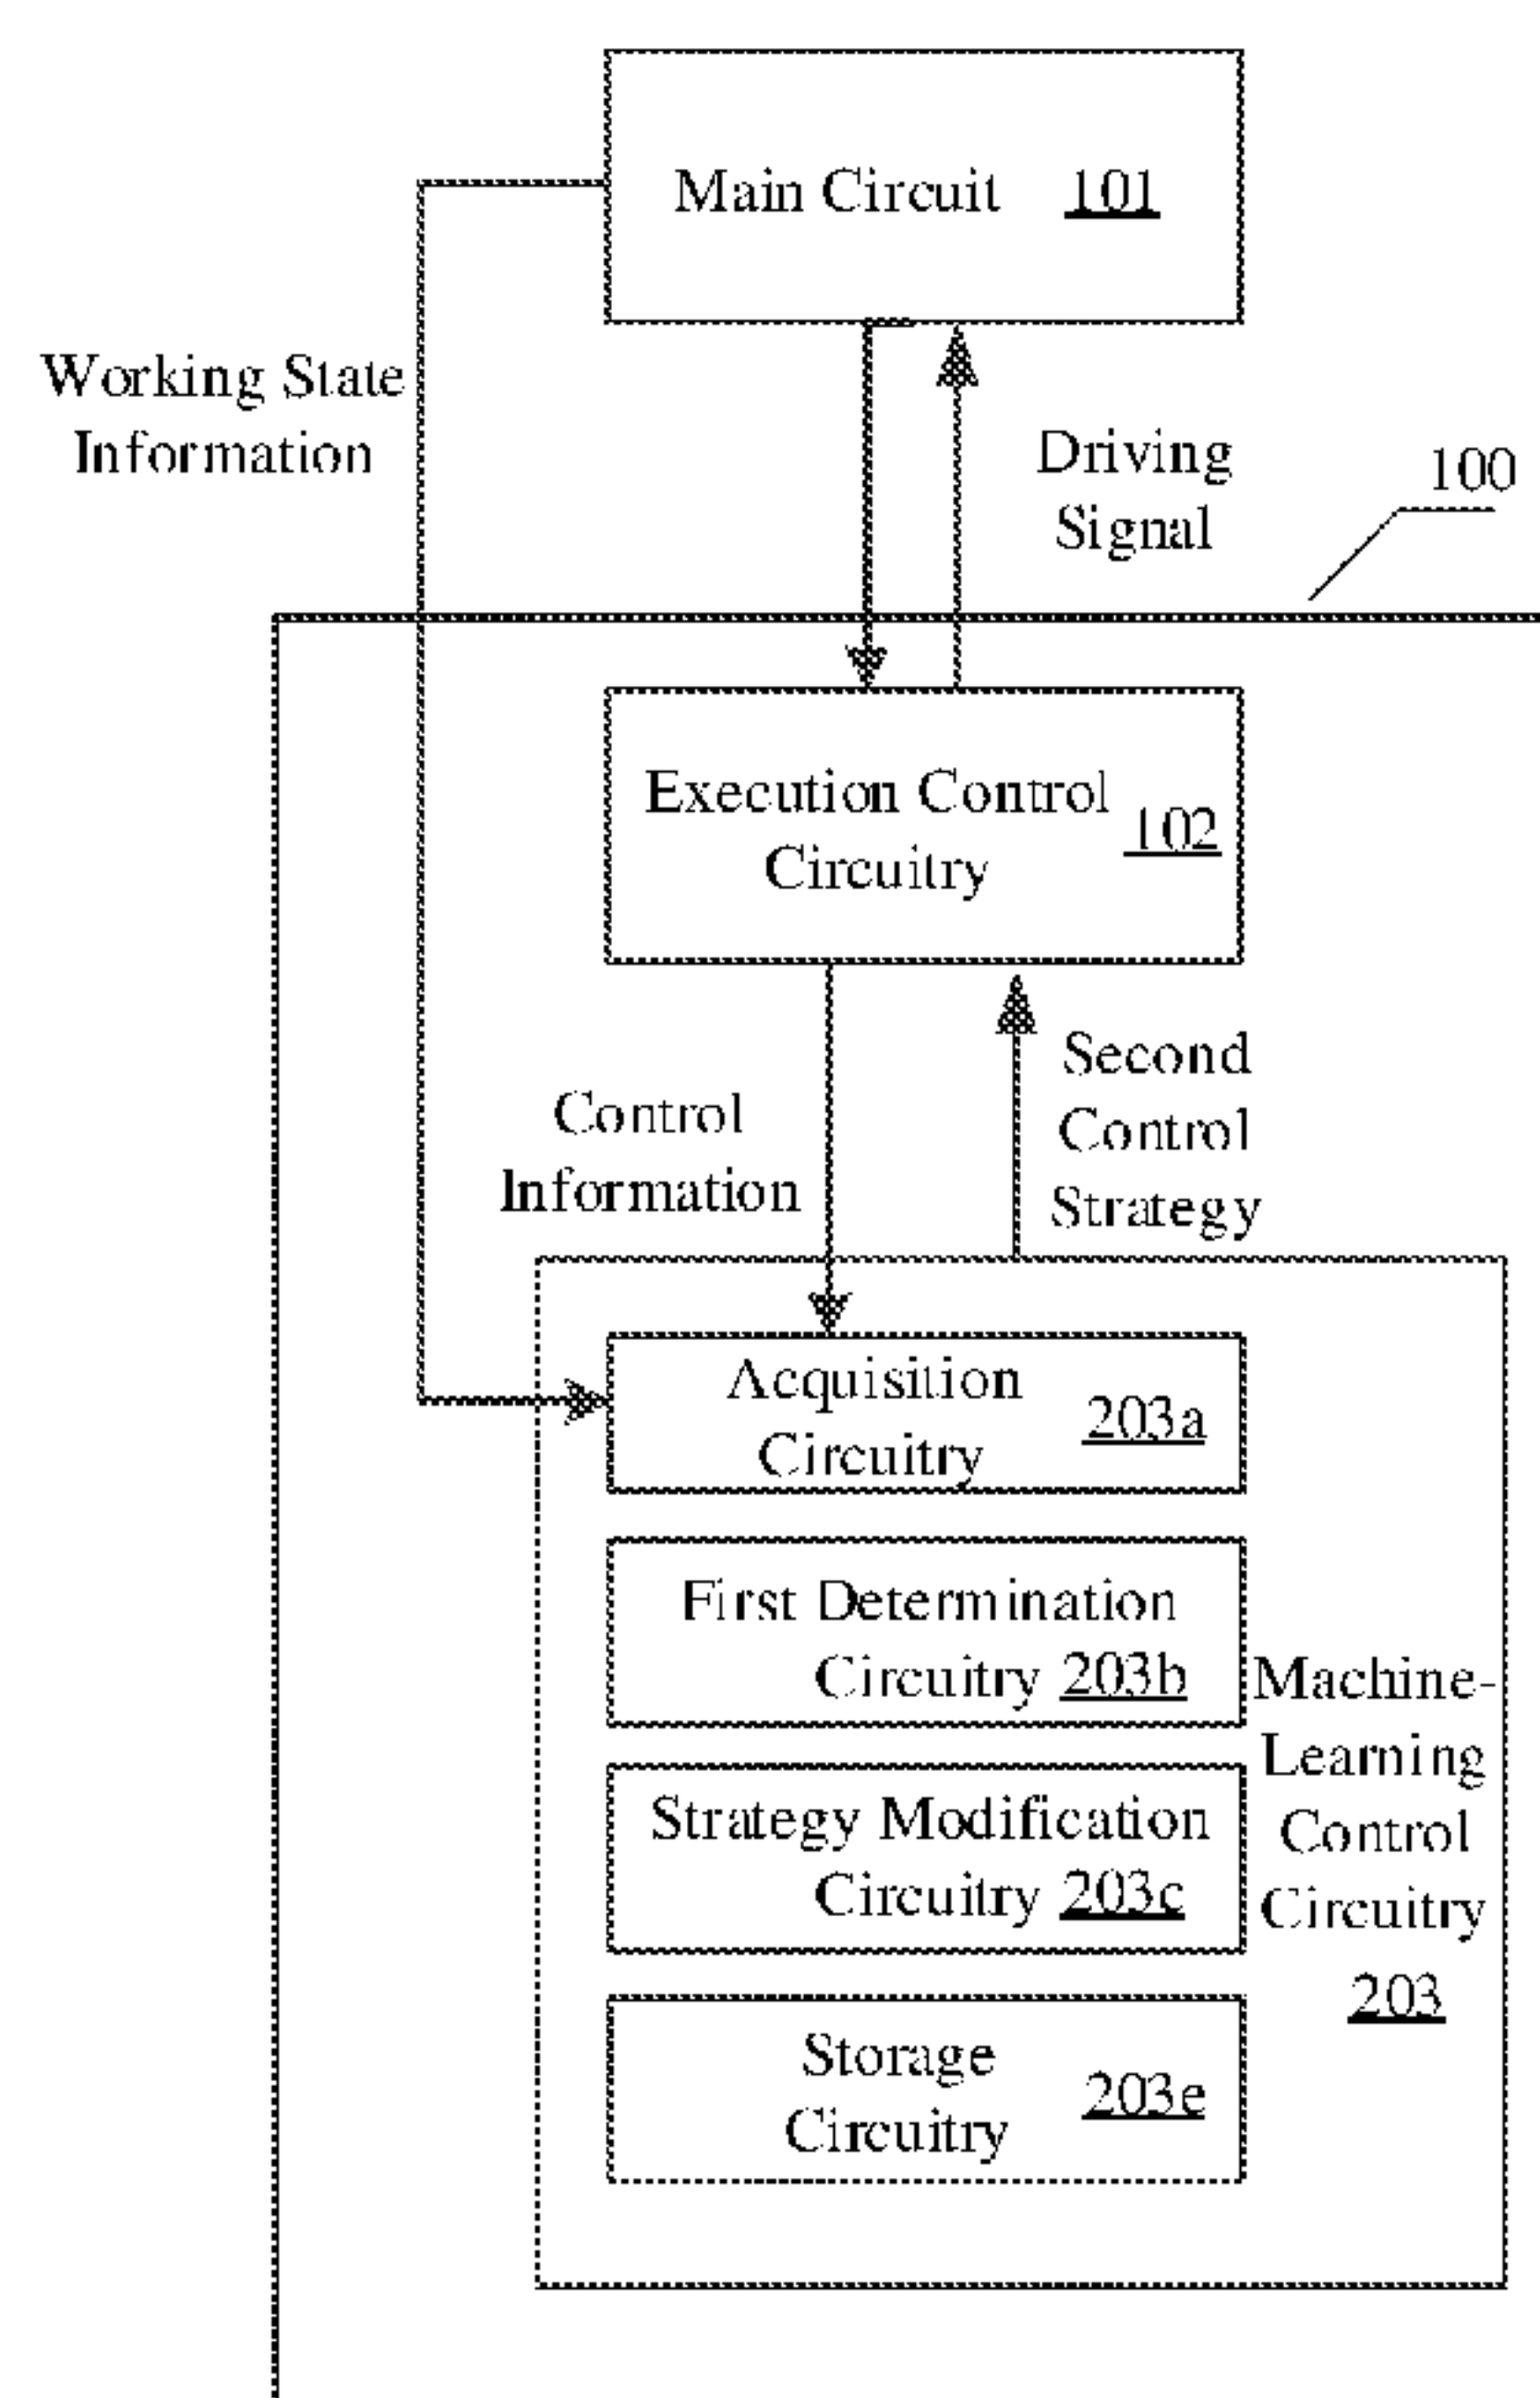 Main Circuit 101
Working State
Information
Driving
Signal
100
Execution Control
Circuitry
102
Control
Information
Second
Control
Strategy
Acquisition
Circuitry
203a
First Determination
Circuitry 203b
Strategy Modification
Circuitry 203c
Storage
Circuitry
203e
Machine-
Learning
Control
Circuitry
203